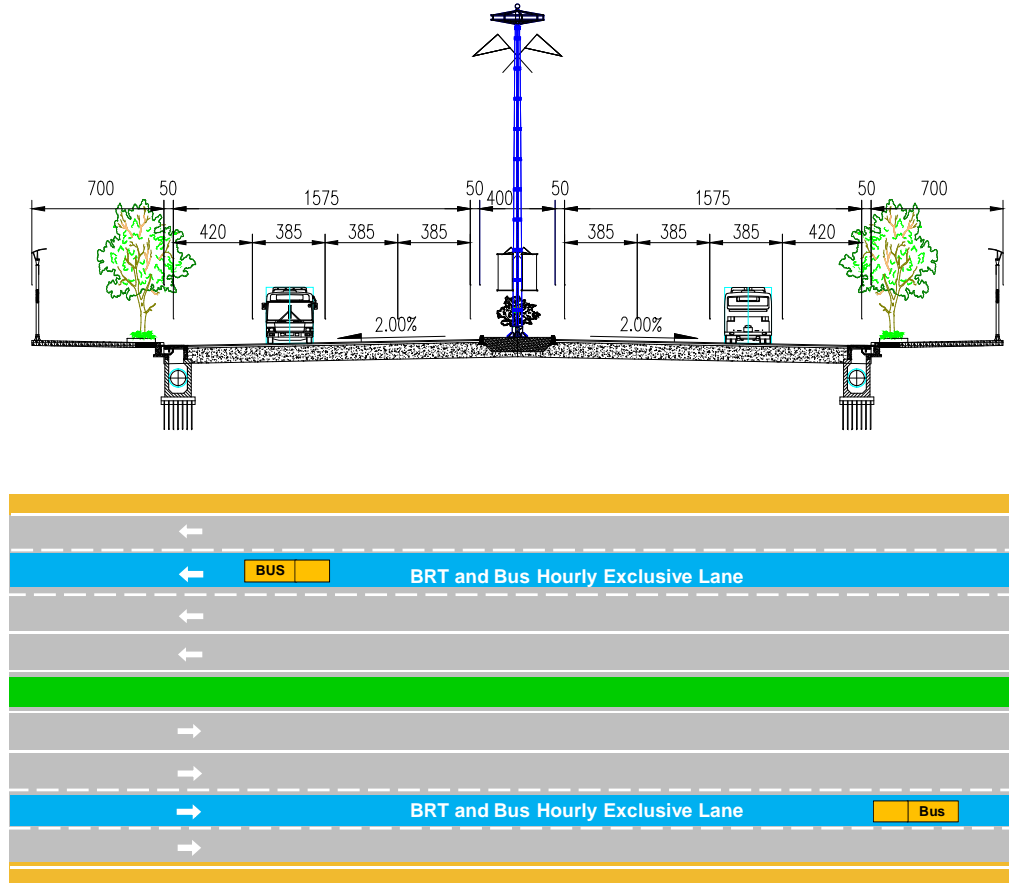 700 50 1575 50 400 50 1575 50 700
420 385 385 385 385 385 385 420
2.00% 2.00%
BUS BRT and Bus Hourly Exclusive Lane
BRT and Bus Hourly Exclusive Lane Bus